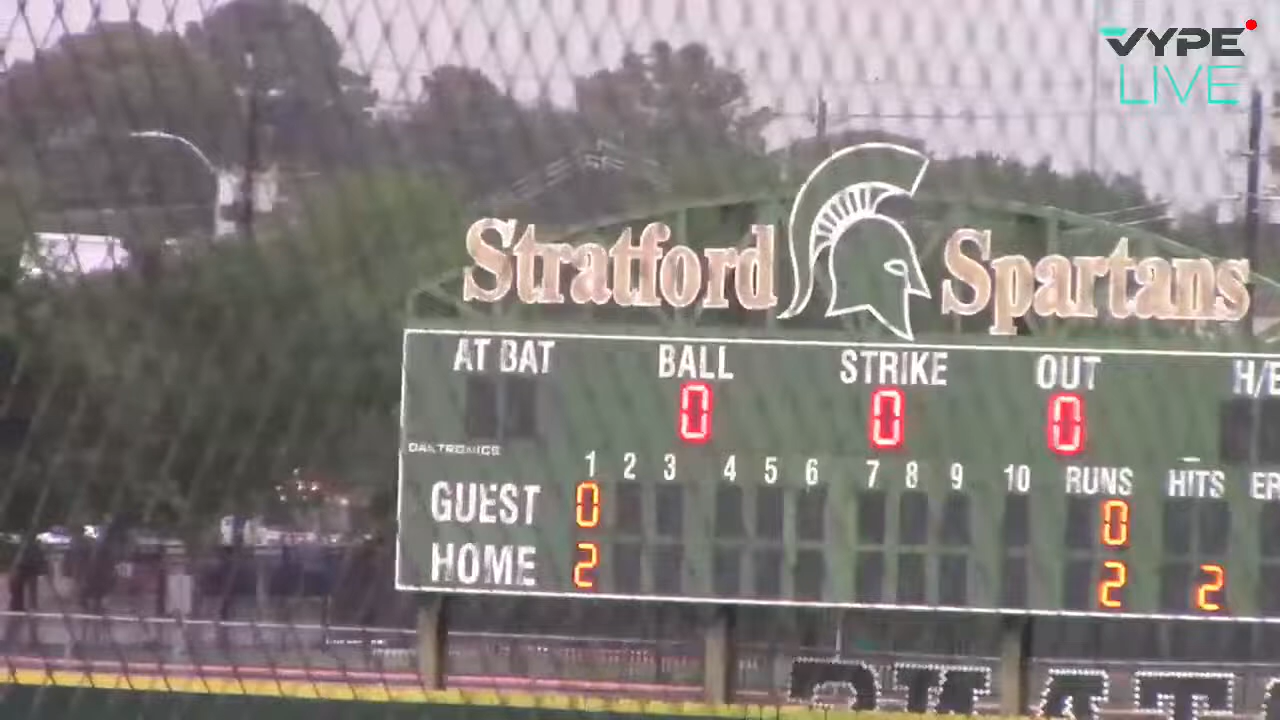 VYPE
LIVE
Stratford Spartans
AT BAT BALL STRIKE OUT H/E
0 0 0
DAKTRONICS
1 2 3 4 5 6 7 8 9 10 RUNS HITS ER
GUEST 0 0
HOME 2 2 2